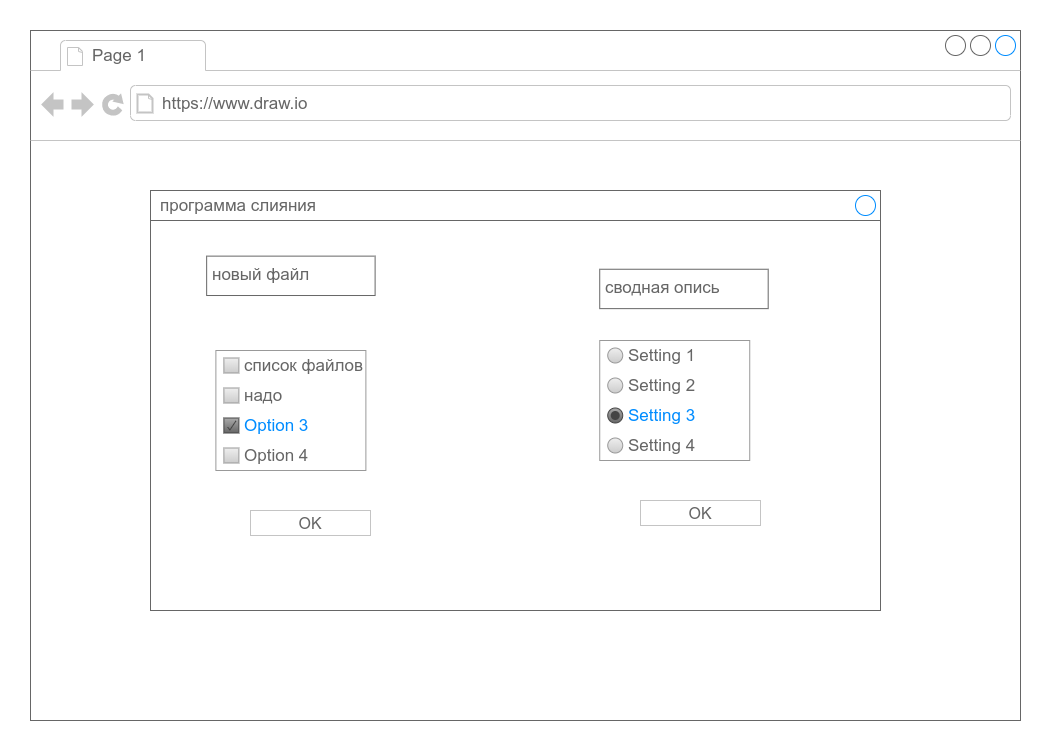 Page 1
https://www.draw.io
программа слияния
новый файл
сводная опись
список файлов
надо
Option 3
Option 4
OK
Setting 1
Setting 2
Setting 3
Setting 4
OK